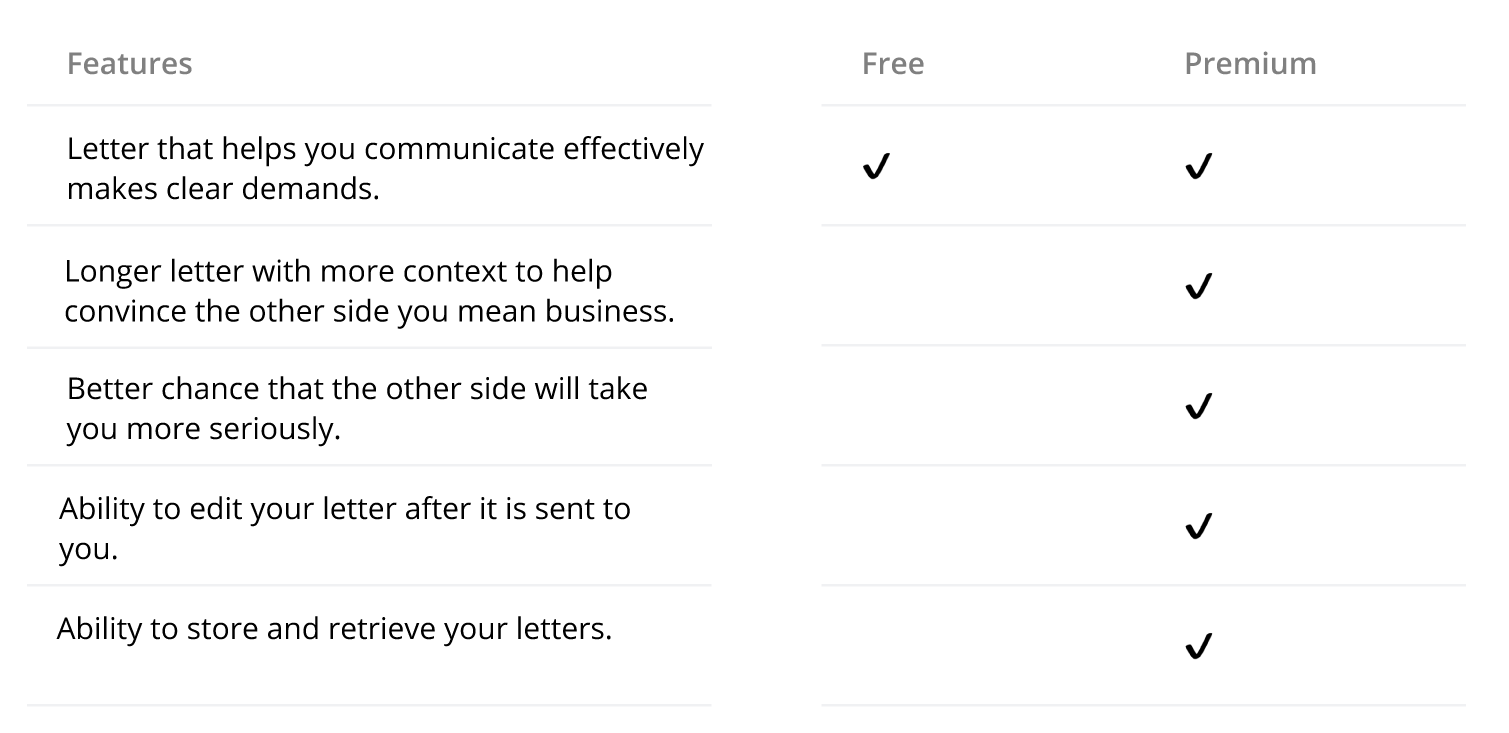 Features Free Premium
Letter that helps you communicate effectively
makes clear demands.
✔ ✔
Longer letter with more context to help
convince the other side you mean business.
✔
Better chance that the other side will take
you more seriously.
✔
Ability to edit your letter after it is sent to
you.
✔
Ability to store and retrieve your letters.
✔